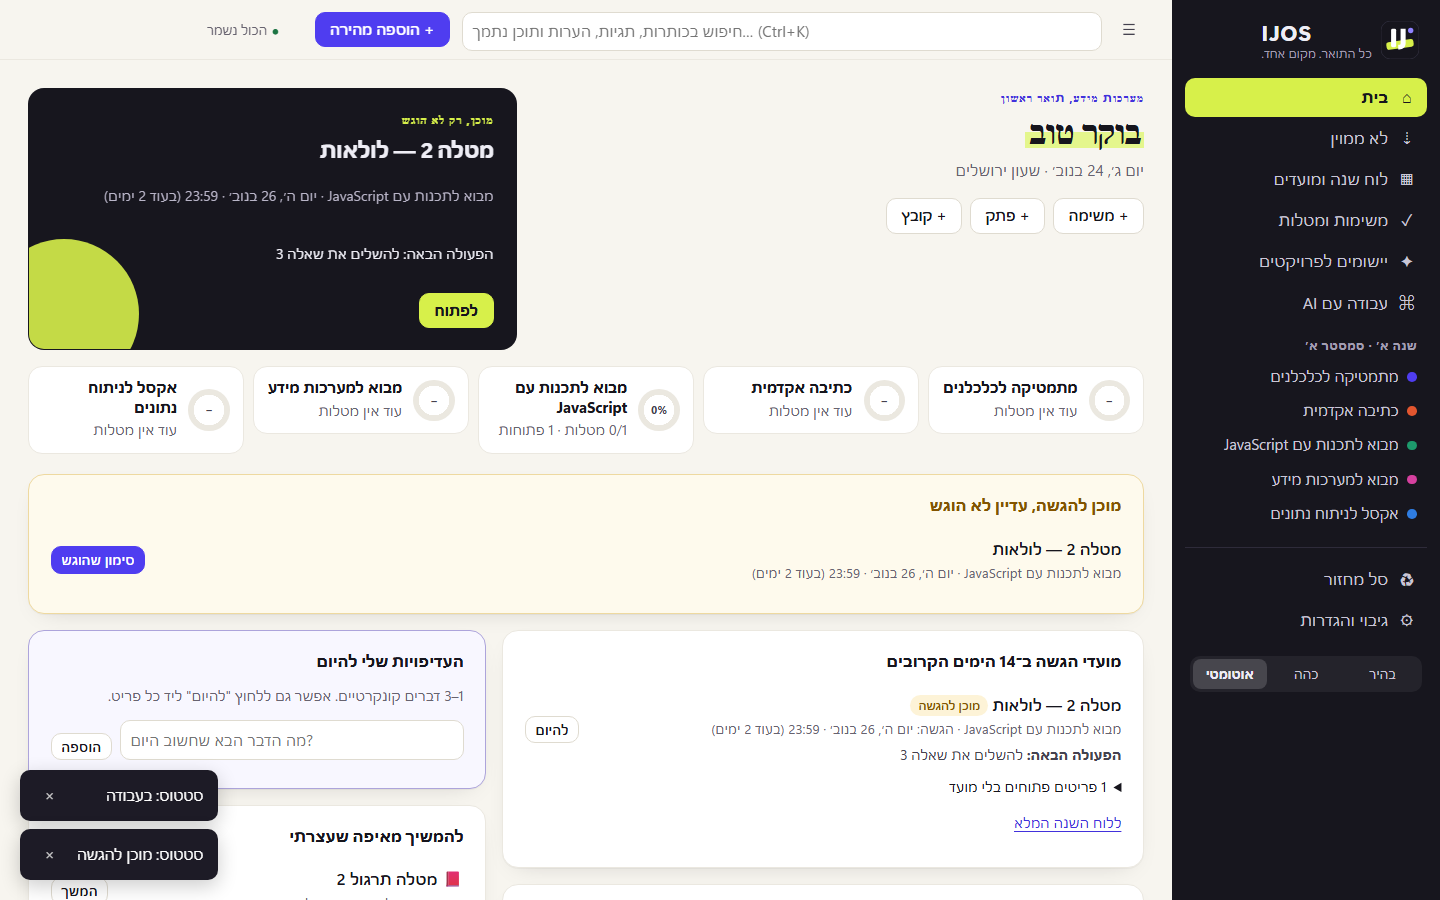 IJOS
כל התואר. מקום אחד.
בית
לא ממוין
לוח שנה ומועדים
משימות ומטלות
יישומים לפרויקטים
עבודה עם AI
שנה א׳ · סמסטר א׳
מתמטיקה לכלכלנים
כתיבה אקדמית
מבוא לתכנות עם JavaScript
מבוא למערכות מידע
אקסל לניתוח נתונים
סל מחזור
גיבוי והגדרות
בהיר
כהה
אוטומטי
חיפוש בכותרות, תגיות, הערות ותוכן נתמך… (Ctrl+K)
+ הוספה מהירה
הכול נשמר
מערכות מידע, תואר ראשון
בוקר טוב
יום ג׳, 24 בנוב׳ · שעון ירושלים
+ משימה
+ פתק
+ קובץ
מוכן, רק לא הוגש
מטלה 2 — לולאות
מבוא לתכנות עם JavaScript · יום ה׳, 26 בנוב׳ · 23:59 (בעוד 2 ימים)
הפעולה הבאה: להשלים את שאלה 3
לפתוח
–
מתמטיקה לכלכלנים
עוד אין מטלות
–
כתיבה אקדמית
עוד אין מטלות
0%
מבוא לתכנות עם
JavaScript
0/1 מטלות · 1 פתוחות
–
מבוא למערכות מידע
עוד אין מטלות
–
אקסל לניתוח
נתונים
עוד אין מטלות
מוכן להגשה, עדיין לא הוגש
מטלה 2 — לולאות
מבוא לתכנות עם JavaScript · יום ה׳, 26 בנוב׳ · 23:59 (בעוד 2 ימים)
סימון שהוגש
מועדי הגשה ב־14 הימים הקרובים
מטלה 2 — לולאות מוכן להגשה
מבוא לתכנות עם JavaScript · הגשה: יום ה׳, 26 בנוב׳ · 23:59 (בעוד 2 ימים)
הפעולה הבאה: להשלים את שאלה 3
להיום
1 פריטים פתוחים בלי מועד
ללוח השנה המלא
העדיפויות שלי להיום
1–3 דברים קונקרטיים. אפשר גם ללחוץ "להיום" ליד כל פריט.
מה הדבר הבא שחשוב היום?
הוספה
להמשיך מאיפה שעצרתי
מטלה תרגול 2
המשך
סטטוס: בעבודה
×
סטטוס: מוכן להגשה
×